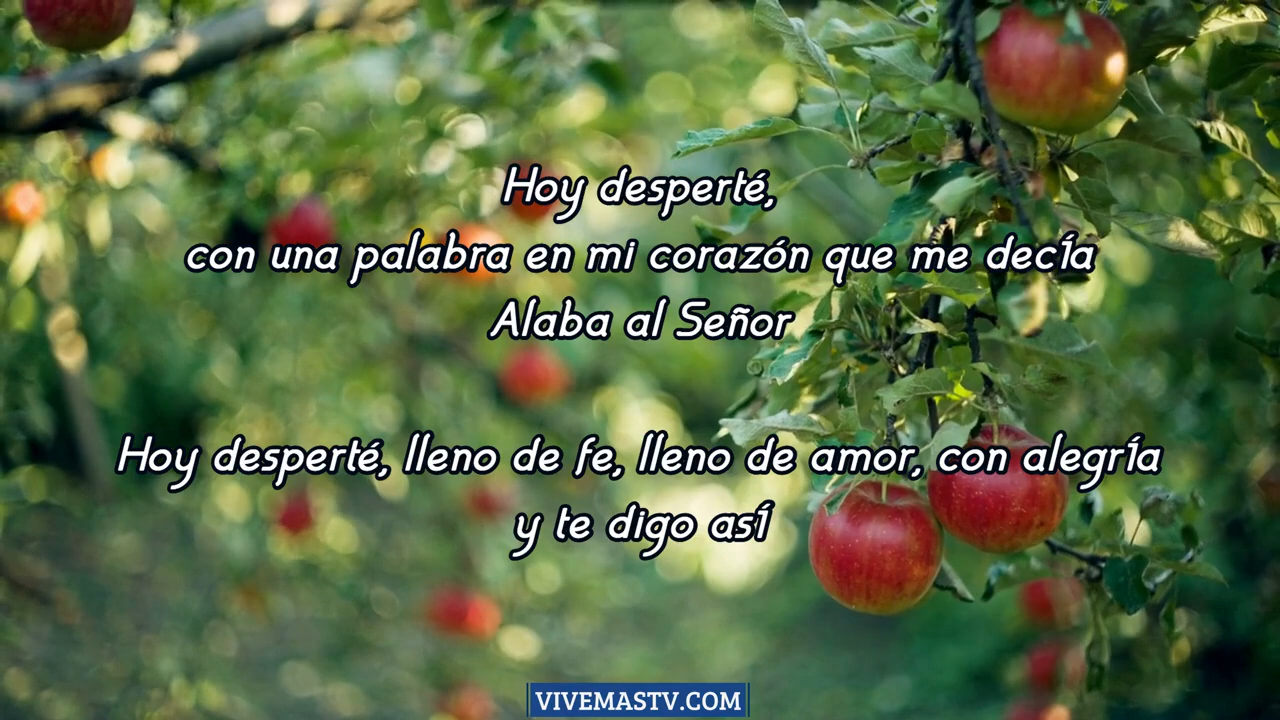 Hoy desperté,
con una palabra en mi corazón que me decía
Alaba al Señor
Hoy desperté, lleno de fe, lleno de amor, con alegría
y te digo así
VIVEMASTV.COM